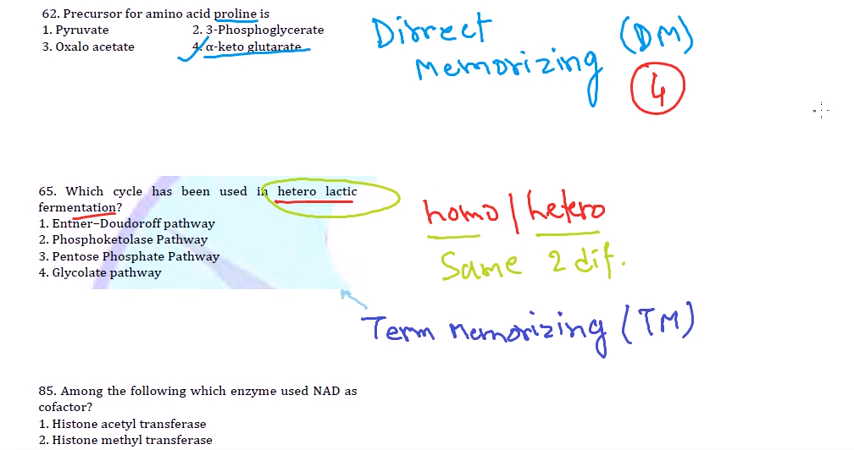 62. Precursor for amino acid proline is
1. Pyruvate 2. 3-Phosphoglycerate
3. Oxalo acetate 4. α-keto glutarate
Dirrect
Memorizing (DM)
4
65. Which cycle has been used in hetero lactic
fermentation?
1. Entner–Doudoroff pathway
2. Phosphoketolase Pathway
3. Pentose Phosphate Pathway
4. Glycolate pathway
homo / hetero
Same 2 dif.
Term Memorizing (TM)
85. Among the following which enzyme used NAD as
cofactor?
1. Histone acetyl transferase
2. Histone methyl transferase